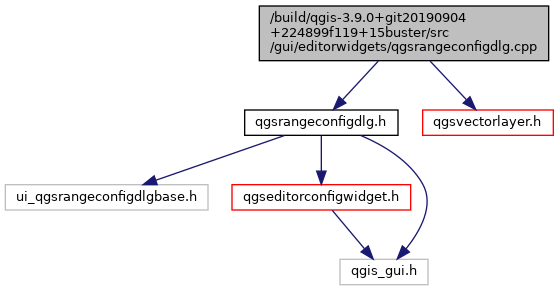 /build/qgis-3.9.0+git20190904
+224899f119+15buster/src
/gui/editorwidgets/qgsrangeconfigdlg.cpp
qgsrangeconfigdlg.h
qgsvectorlayer.h
ui_qgsrangeconfigdlgbase.h
qgseditorconfigwidget.h
qgis_gui.h